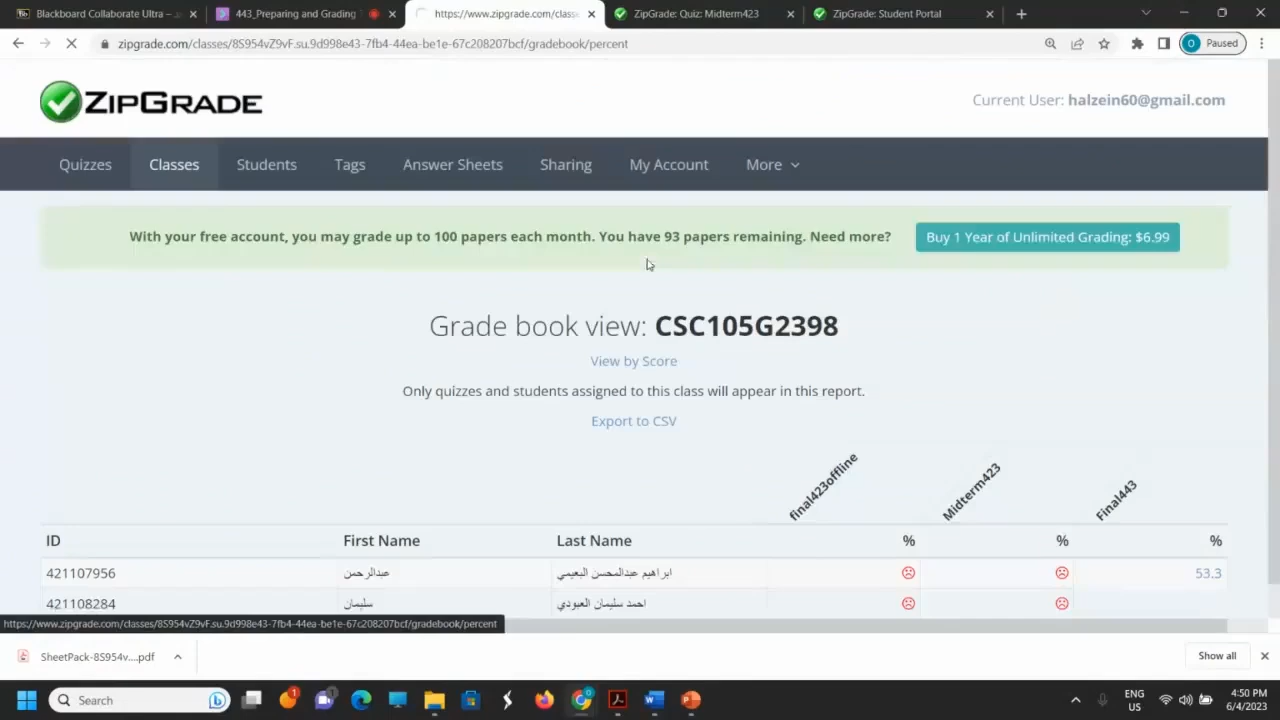 Blackboard Collaborate Ultra – ...
443_Preparing and Grading
https://www.zipgrade.com/classe
ZipGrade: Quiz: Midterm423
ZipGrade: Student Portal
zipgrade.com/classes/8S954vZ9vF.su.9d998e43-7fb4-44ea-be1e-67c208207bcf/gradebook/percent
O Paused
ZIPGRADE
Current User: halzein60@gmail.com
Quizzes Classes Students Tags Answer Sheets Sharing My Account More
With your free account, you may grade up to 100 papers each month. You have 93 papers remaining. Need more?
Buy 1 Year of Unlimited Grading: $6.99
Grade book view: CSC105G2398
View by Score
Only quizzes and students assigned to this class will appear in this report.
Export to CSV
final423offline Midterm423 Final443
ID First Name Last Name % % %
421107956 عبدالرحمن ابراهيم عبدالمحسن البعيمي 53.3
421108284 سليمان احمد سليمان العبودي
https://www.zipgrade.com/classes/8S954vZ9vF.su.9d998e43-7fb4-44ea-be1e-67c208207bcf/gradebook/percent
SheetPack-8S954v....pdf
Show all
Search
ENG
US
4:50 PM
6/4/2023